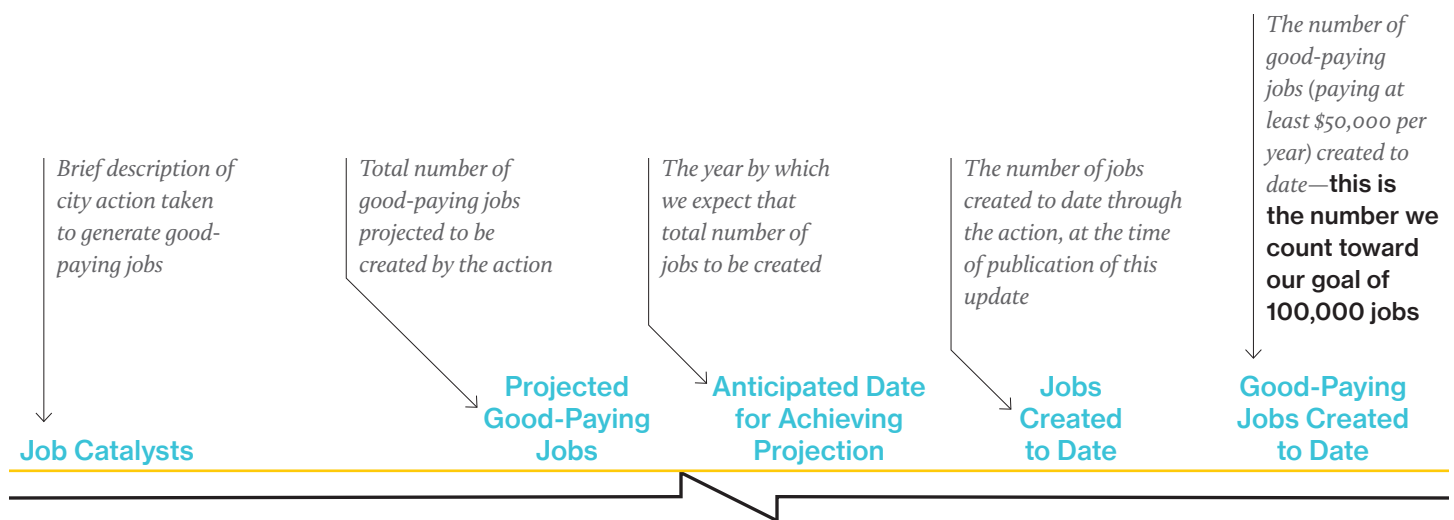 Brief description of
city action taken
to generate good-
paying jobs
Total number of
good-paying jobs
projected to be
created by the action
The year by which
we expect that
total number of
jobs to be created
The number of jobs
created to date through
the action, at the time
of publication of this
update
The number of
good-paying
jobs (paying at
least $50,000 per
year) created to
date—this is
the number we
count toward
our goal of
100,000 jobs
Job Catalysts
Projected
Good-Paying
Jobs
Anticipated Date
for Achieving
Projection
Jobs
Created
to Date
Good-Paying
Jobs Created
to Date